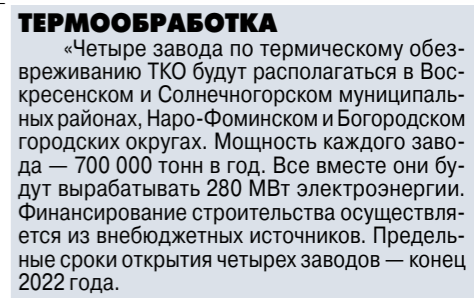 ТЕРМООБРАБОТКА
«Четыре завода по термическому обез-
вреживанию ТКО будут располагаться в Вос-
кресенском и Солнечногорском муниципаль-
ных районах, Наро-Фоминском и Богородском
городских округах. Мощность каждого заво-
да — 700 000 тонн в год. Все вместе они бу-
дут вырабатывать 280 МВт электроэнергии.
Финансирование строительства осуществля-
ется из внебюджетных источников. Предель-
ные сроки открытия четырех заводов — конец
2022 года.